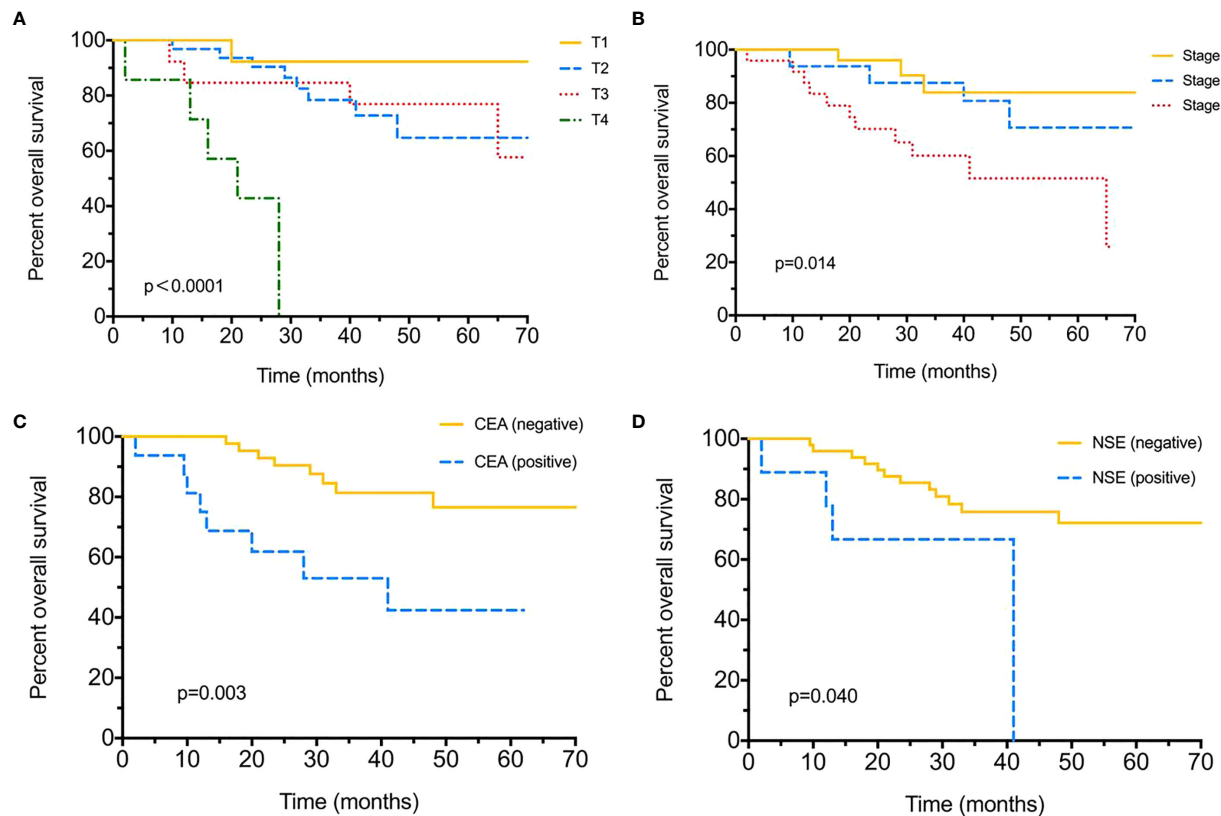 A
Percent overall survival
100
80
60
40
20
0
0 10 20 30 40 50 60 70
Time (months)
p<0.0001
T1
T2
T3
T4
B
Percent overall survival
100
80
60
40
20
0
0 10 20 30 40 50 60 70
Time (months)
p=0.014
Stage
Stage
Stage
C
Percent overall survival
100
80
60
40
20
0
0 10 20 30 40 50 60 70
Time (months)
p=0.003
CEA (negative)
CEA (positive)
D
Percent overall survival
100
80
60
40
20
0
0 10 20 30 40 50 60 70
Time (months)
p=0.040
NSE (negative)
NSE (positive)